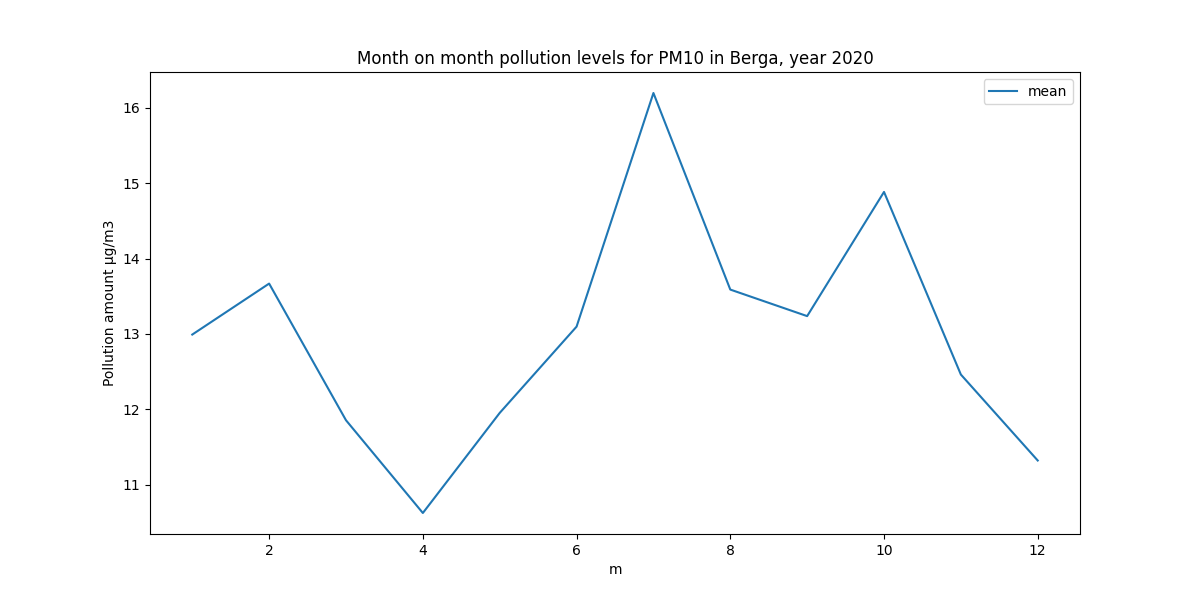 Month on month pollution levels for PM10 in Berga, year 2020
mean
Pollution amount µg/m3
16
15
14
13
12
11
2 4 6 8 10 12
m